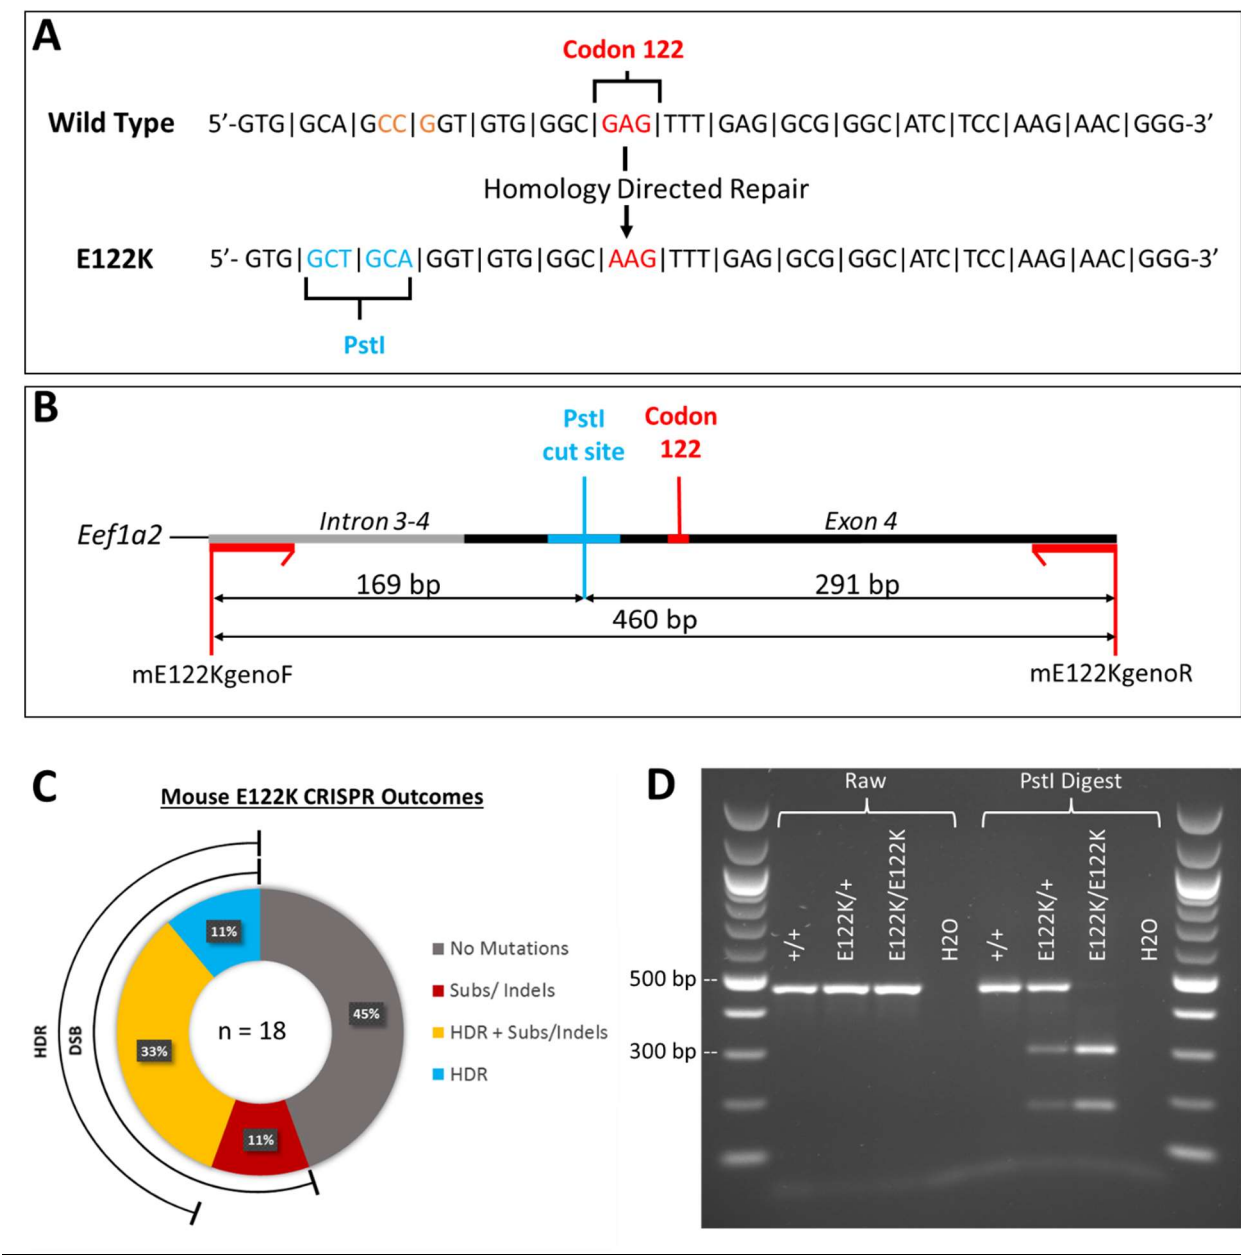 A
Codon 122
Wild Type 5’-GTG|GCA|GCC|GGT|GTG|GGC|GAG|TTT|GAG|GCG|GGC|ATC|TCC|AAG|AAC|GGG-3’
Homology Directed Repair
E122K 5’- GTG|GCT|GCA|GGT|GTG|GGC|AAG|TTT|GAG|GCG|GGC|ATC|TCC|AAG|AAC|GGG-3’
PstI
B
PstI
cut site
Codon
122
Eef1a2
Intron 3-4
Exon 4
169 bp
291 bp
460 bp
mE122KgenoF
mE122KgenoR
C
Mouse E122K CRISPR Outcomes
HDR
DSB
11%
33%
45%
11%
n = 18
No Mutations
Subs/ Indels
HDR + Subs/Indels
HDR
D
Raw
PstI Digest
+/+
E122K/+
E122K/E122K
H2O
+/+
E122K/+
E122K/E122K
H2O
500 bp --
300 bp --